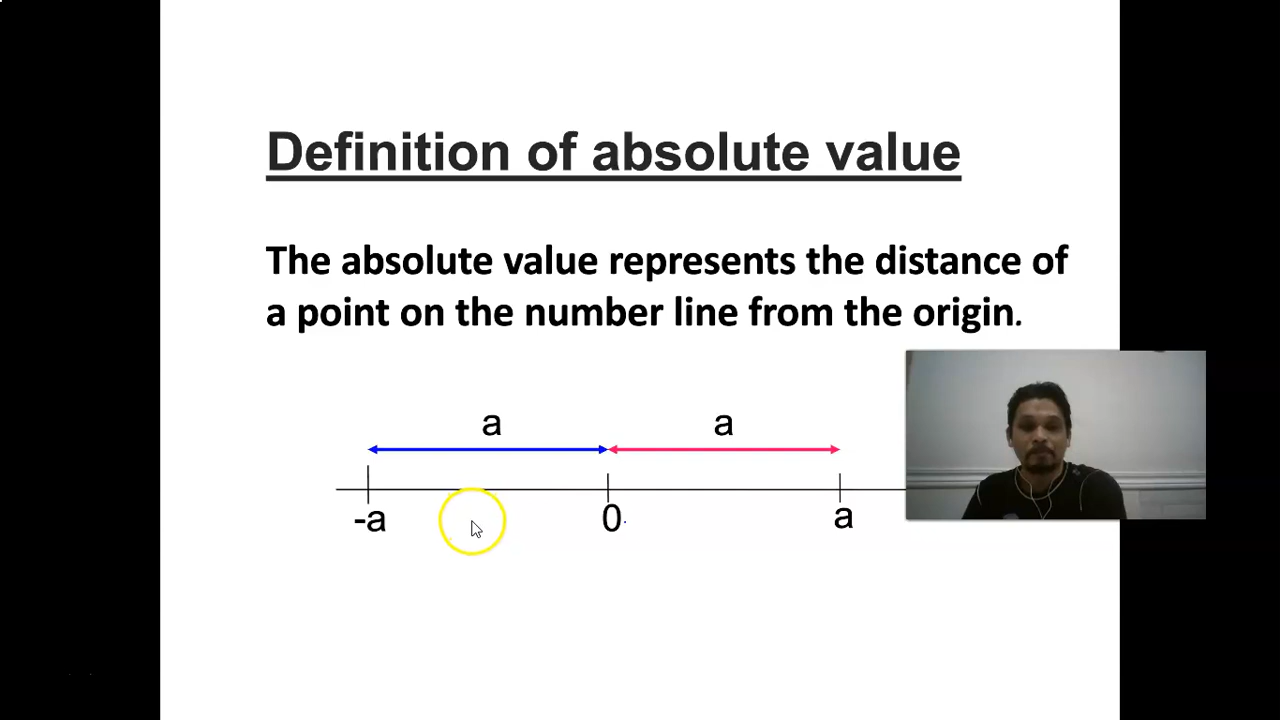 Definition of absolute value
The absolute value represents the distance of
a point on the number line from the origin.
a a
-a 0 a